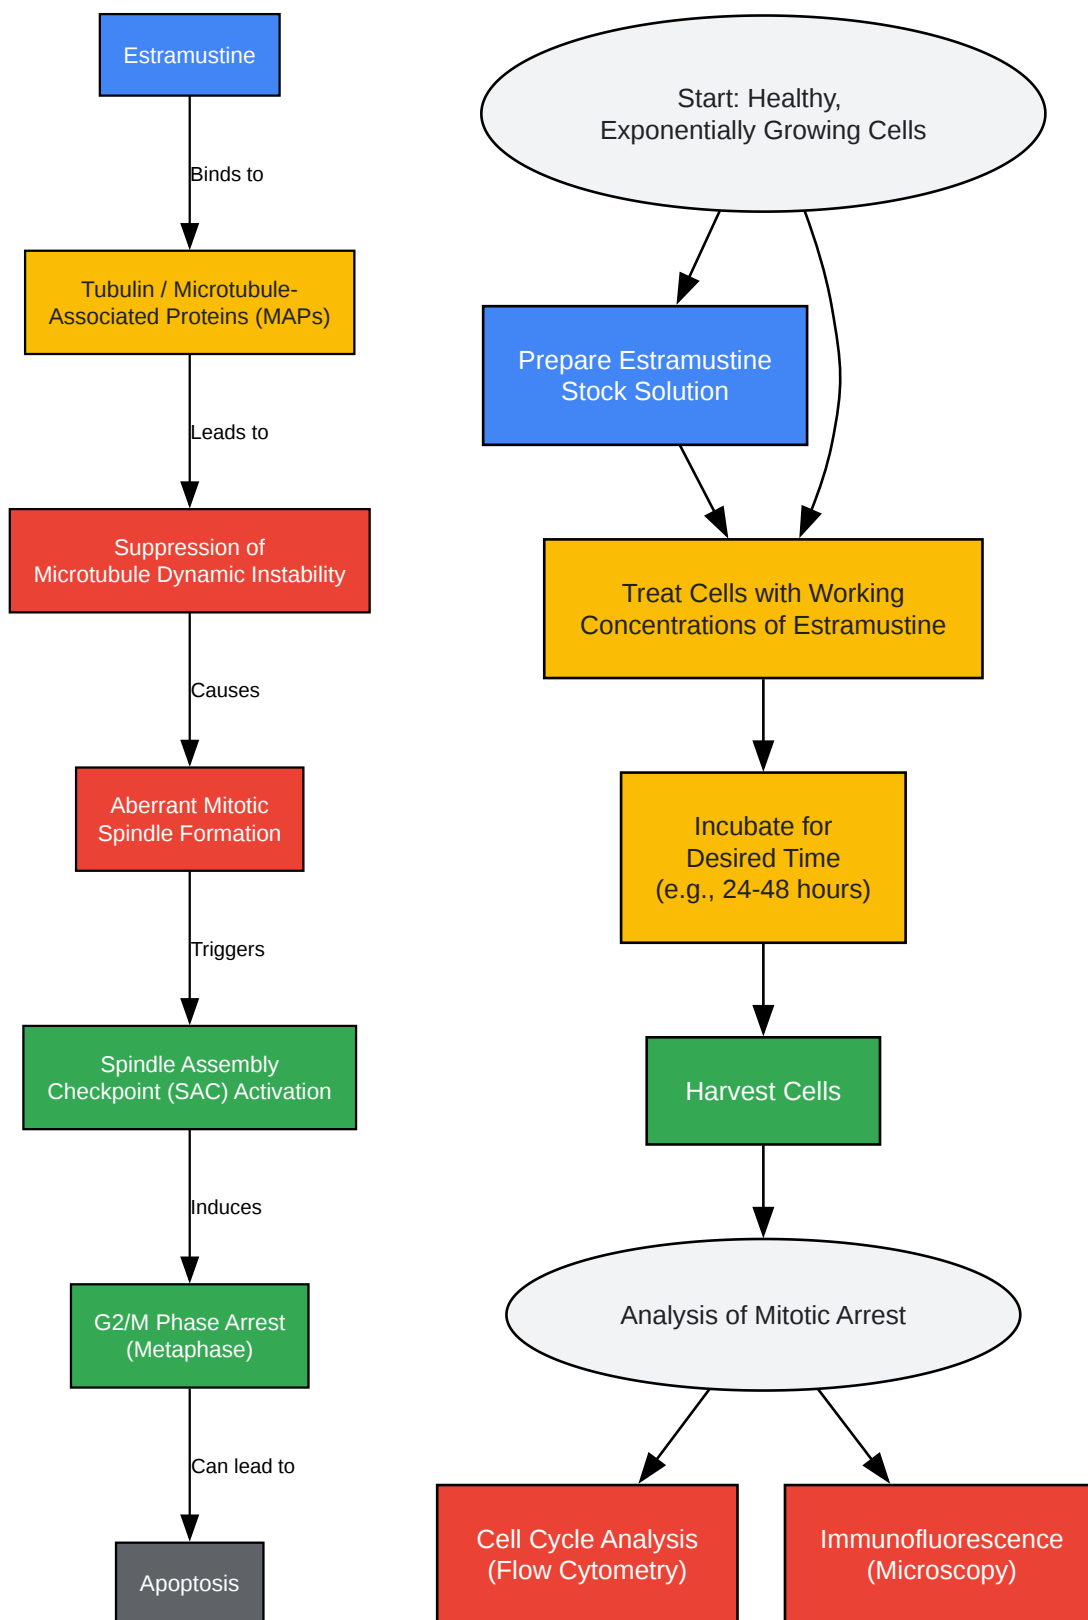 Estramustine
Binds to
Tubulin / Microtubule-
Associated Proteins (MAPs)
Leads to
Suppression of
Microtubule Dynamic Instability
Causes
Aberrant Mitotic
Spindle Formation
Triggers
Spindle Assembly
Checkpoint (SAC) Activation
Induces
G2/M Phase Arrest
(Metaphase)
Can lead to
Apoptosis
Start: Healthy,
Exponentially Growing Cells
Prepare Estramustine
Stock Solution
Treat Cells with Working
Concentrations of Estramustine
Incubate for
Desired Time
(e.g., 24-48 hours)
Harvest Cells
Analysis of Mitotic Arrest
Cell Cycle Analysis
(Flow Cytometry)
Immunofluorescence
(Microscopy)